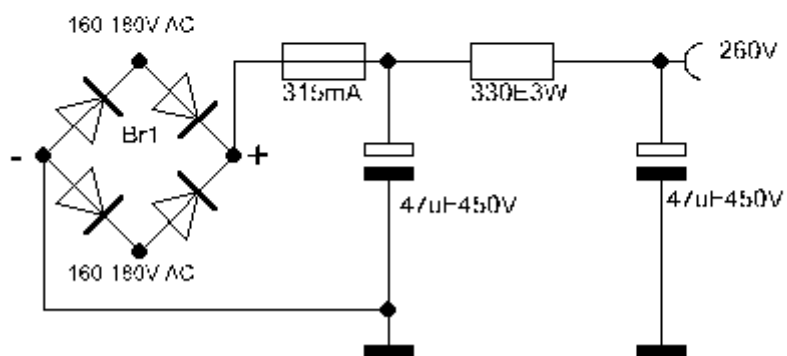 160 180V AC
260V
315mA
330E3W
Br1
-
+
47uF450V
47uF450V
160 180V AC